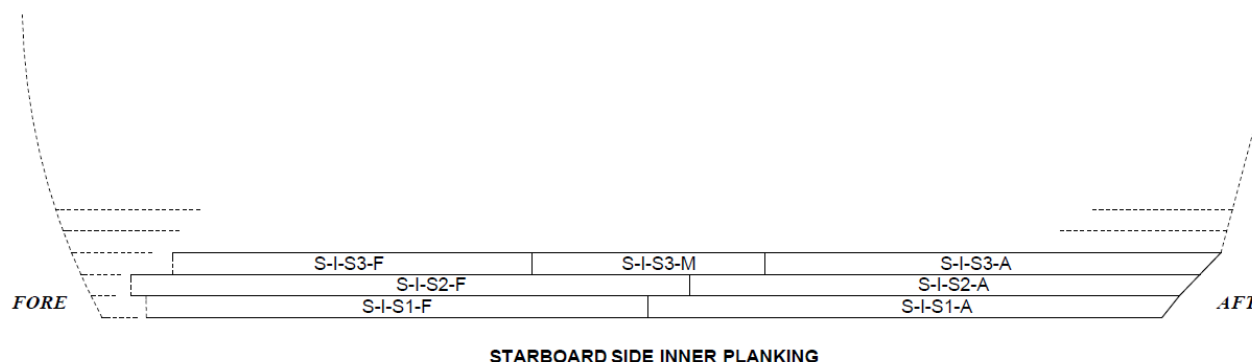 S-I-S3-F S-I-S3-M S-I-S3-A
S-I-S2-F S-I-S2-A
FORE S-I-S1-F S-I-S1-A AFT
STARBOARD SIDE INNER PLANKING